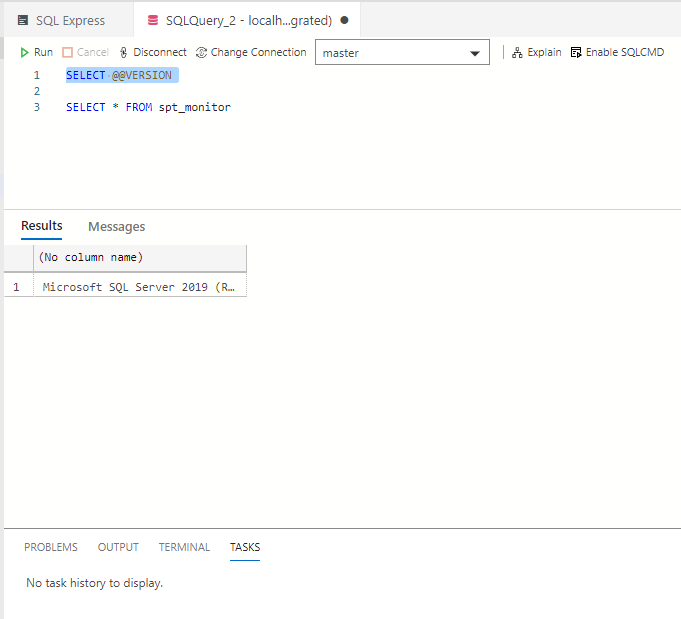 SQL Express SQLQuery_2 - localh...grated)
Run Cancel Disconnect Change Connection master Explain Enable SQLCMD
1 SELECT @@VERSION
2
3 SELECT * FROM spt_monitor
Results Messages
(No column name)
1 Microsoft SQL Server 2019 (R…
PROBLEMS OUTPUT TERMINAL TASKS
No task history to display.